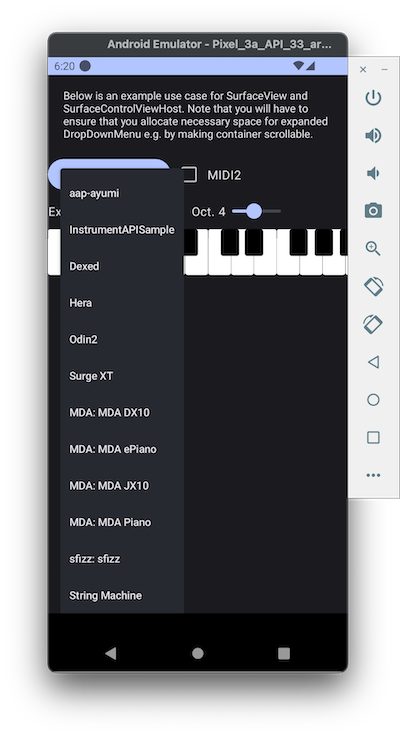 Android Emulator - Pixel_3a_API_33_ar...
6:20
Below is an example use case for SurfaceView and
SurfaceControlViewHost. Note that you will have to
ensure that you allocate necessary space for expanded
DropDownMenu e.g. by making container scrollable.
MIDI2
Ex
Oct. 4
aap-ayumi
InstrumentAPISample
Dexed
Hera
Odin2
Surge XT
MDA: MDA DX10
MDA: MDA ePiano
MDA: MDA JX10
MDA: MDA Piano
sfizz: sfizz
String Machine